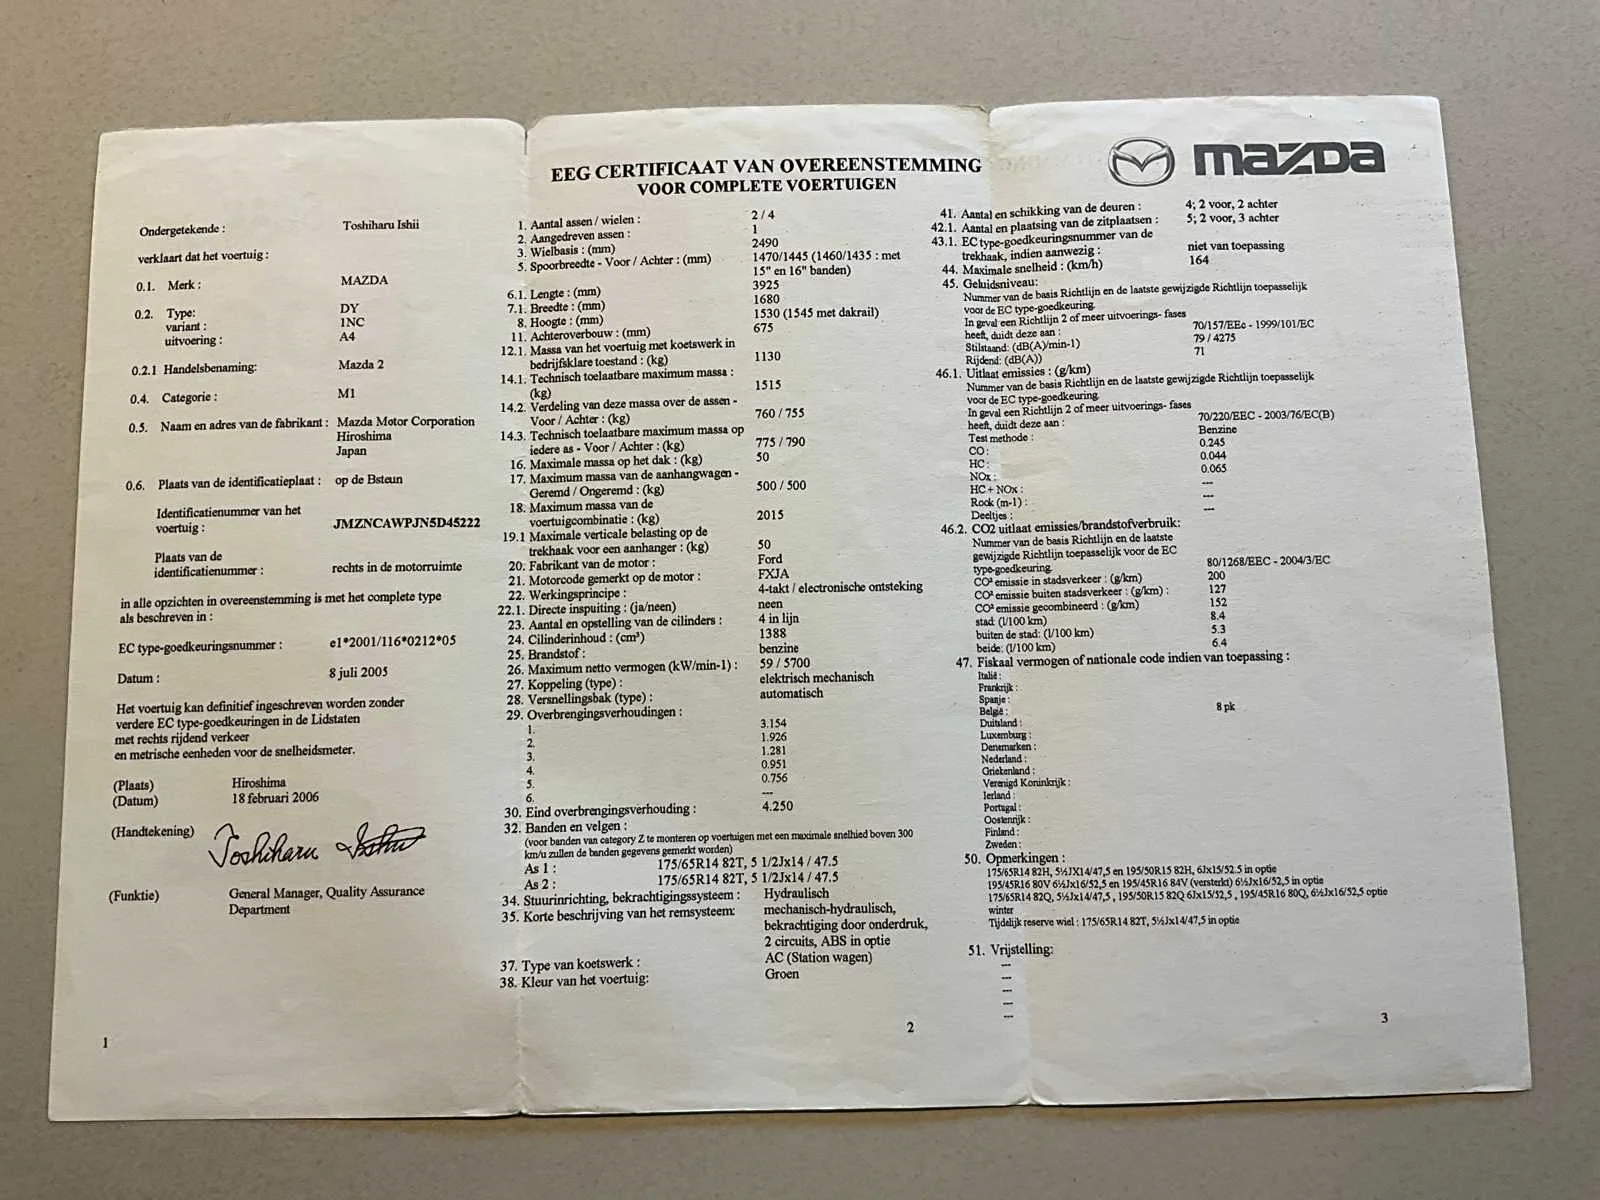 EEG CERTIFICAAT VAN OVEREENSTEMMING
VOOR COMPLETE VOERTUIGEN
mazda
Ondergetekende : Toshiharu Ishii
verklaart dat het voertuig :
0.1. Merk : MAZDA
0.2. Type: DY
variant : 1NC
uitvoering : A4
0.2.1 Handelsbenaming: Mazda 2
0.4. Categorie : M1
0.5. Naam en adres van de fabrikant : Mazda Motor Corporation
Hiroshima
Japan
0.6. Plaats van de identificatieplaat : op de Bsteun
Identificatienummer van het
voertuig : JMZNCAWPJN5D45222
Plaats van de
identificatienummer : rechts in de motorruimte
in alle opzichten in overeenstemming is met het complete type
als beschreven in :
EC type-goedkeuringsnummer : e1*2001/116*0212*05
Datum : 8 juli 2005
Het voertuig kan definitief ingeschreven worden zonder
verdere EC type-goedkeuringen in de Lidstaten
met rechts rijdend verkeer
en metrische eenheden voor de snelheidsmeter.
(Plaats) Hiroshima
(Datum) 18 februari 2006
(Handtekening) Toshiharu Ishii
(Funktie) General Manager, Quality Assurance
Department
1
1. Aantal assen / wielen : 2 / 4
2. Aangedreven assen : 1
3. Wielbasis : (mm) 2490
5. Spoorbreedte - Voor / Achter : (mm) 1470/1445 (1460/1435 : met
15" en 16" banden)
6.1. Lengte : (mm) 3925
7.1. Breedte : (mm) 1680
8. Hoogte : (mm) 1530 (1545 met dakrail)
11. Achteroverbouw : (mm) 675
12.1. Massa van het voertuig met koetswerk in
bedrijfsklare toestand : (kg) 1130
14.1. Technisch toelaatbare maximum massa :
(kg) 1515
14.2. Verdeling van deze massa over de assen -
Voor / Achter : (kg) 760 / 755
14.3. Technisch toelaatbare maximum massa op
iedere as - Voor / Achter : (kg) 775 / 790
16. Maximale massa op het dak : (kg) 50
17. Maximum massa van de aanhangwagen -
Geremd / Ongeremd : (kg) 500 / 500
18. Maximum massa van de
voertuigcombinatie : (kg) 2015
19.1 Maximale verticale belasting op de
trekhaak voor een aanhanger : (kg) 50
20. Fabrikant van de motor : Ford
21. Motorcode gemerkt op de motor : FXJA
22. Werkingsprincipe : 4-takt / electronische ontsteking
22.1. Directe inspuiting : (ja/neen) neen
23. Aantal en opstelling van de cilinders : 4 in lijn
24. Cilinderinhoud : (cm³) 1388
25. Brandstof : benzine
26. Maximum netto vermogen (kW/min-1) : 59 / 5700
27. Koppeling (type) : elektrisch mechanisch
28. Versnellingsbak (type) : automatisch
29. Overbrengingsverhoudingen :
1. 3.154
2. 1.926
3. 1.281
4. 0.951
5. 0.756
6. ---
30. Eind overbrengingsverhouding : 4.250
32. Banden en velgen :
(voor banden van category Z te monteren op voertuigen met een maximale snelhied boven 300
km/u zullen de banden gegevens gemerkt worden)
As 1 : 175/65R14 82T, 5 1/2Jx14 / 47.5
As 2 : 175/65R14 82T, 5 1/2Jx14 / 47.5
34. Stuurinrichting, bekrachtigingssysteem : Hydraulisch
35. Korte beschrijving van het remsysteem: mechanisch-hydraulisch,
bekrachtiging door onderdruk,
2 circuits, ABS in optie
37. Type van koetswerk : AC (Station wagen)
38. Kleur van het voertuig: Groen
2
41. Aantal en schikking van de deuren : 4; 2 voor, 2 achter
42.1. Aantal en plaatsing van de zitplaatsen : 5; 2 voor, 3 achter
43.1. EC type-goedkeuringsnummer van de
trekhaak, indien aanwezig : niet van toepassing
44. Maximale snelheid : (km/h) 164
45. Geluidsniveau:
Nummer van de basis Richtlijn en de laatste gewijzigde Richtlijn toepasselijk
voor de EC type-goedkeuring.
In geval een Richtlijn 2 of meer uitvoerings- fases
heeft, duidt deze aan : 70/157/EEc - 1999/101/EC
Stilstaand: (dB(A)/min-1) 79 / 4275
Rijdend: (dB(A)) 71
46.1. Uitlaat emissies : (g/km)
Nummer van de basis Richtlijn en de laatste gewijzigde Richtlijn toepasselijk
voor de EC type-goedkeuring.
In geval een Richtlijn 2 of meer uitvoerings- fases
heeft, duidt deze aan : 70/220/EEC - 2003/76/EC(B)
Test methode : Benzine
CO : 0.245
HC : 0.044
NOx : 0.065
HC + NOx : ---
Rook (m-1) : ---
Deeltjes : ---
46.2. CO2 uitlaat emissies/brandstofverbruik:
Nummer van de basis Richtlijn en de laatste
gewijzigde Richtlijn toepasselijk voor de EC
type-goedkeuring. 80/1268/EEC - 2004/3/EC
CO² emissie in stadsverkeer : (g/km) 200
CO² emissie buiten stadsverkeer : (g/km) : 127
CO² emissie gecombineerd : (g/km) 152
stad: (l/100 km) 8.4
buiten de stad: (l/100 km) 5.3
beide: (l/100 km) 6.4
47. Fiskaal vermogen of nationale code indien van toepassing :
Italië :
Frankrijk :
Spanje :
België : 8 pk
Duitsland :
Luxemburg :
Denemarken :
Nederland :
Griekenland :
Verenigd Koninkrijk :
Ierland :
Portugal :
Oostenrijk :
Finland :
Zweden :
50. Opmerkingen :
175/65R14 82H, 5½JX14/47,5 en 195/50R15 82H, 6Jx15/52.5 in optie
195/45R16 80V 6½Jx16/52,5 en 195/45R16 84V (versterkt) 6½Jx16/52,5 in optie
175/65R14 82Q, 5½Jx14/47,5 , 195/50R15 82Q 6Jx15/52,5 , 195/45R16 80Q, 6½Jx16/52,5 optie
winter
Tijdelijk reserve wiel : 175/65R14 82T, 5½Jx14/47,5 in optie
51. Vrijstelling:
---
---
---
---
---
3